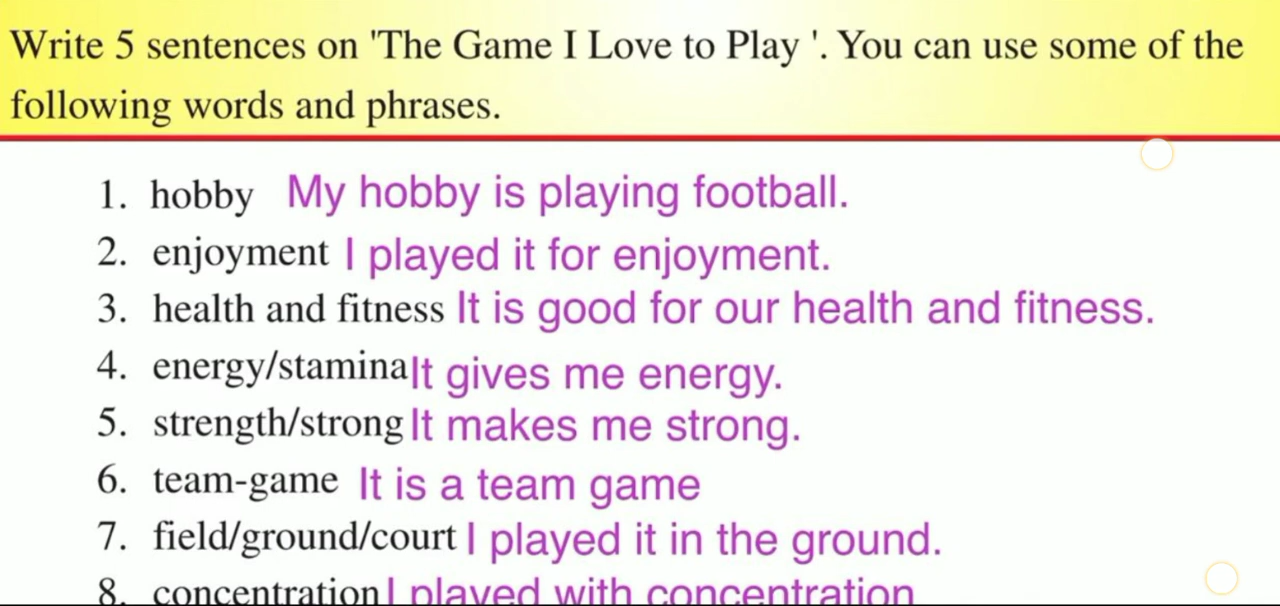 Write 5 sentences on 'The Game I Love to Play '. You can use some of the
following words and phrases.
1. hobby My hobby is playing football.
2. enjoyment I played it for enjoyment.
3. health and fitness It is good for our health and fitness.
4. energy/stamina It gives me energy.
5. strength/strong It makes me strong.
6. team-game It is a team game
7. field/ground/court I played it in the ground.
8. concentration I played with concentration